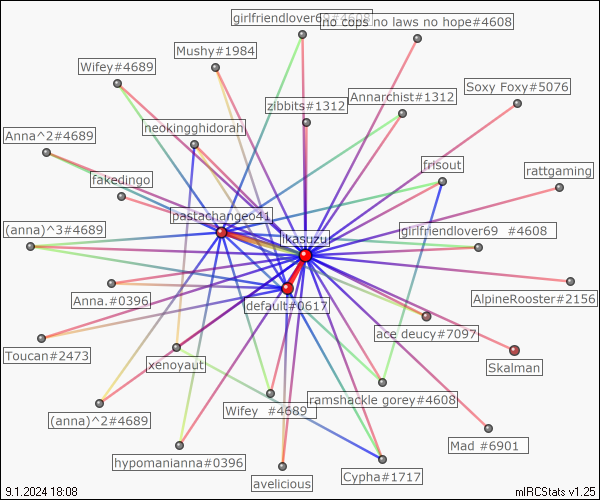 girlfriendlover69#4608
no cops no laws no hope#4608
Mushy#1984
Wifey#4689
Soxy Foxy#5076
zibbits#1312
Annarchist#1312
neokingghidorah
Anna^2#4689
frisout
rattgaming
fakedingo
pastachangeo41
(anna)^3#4689
ikasuzu
girlfriendlover69 #4608
Anna.#0396
default#0617
AlpineRooster#2156
ace deucy#7097
Toucan#2473
xenoyaut
Skalman
ramshackle gorey#4608
Wifey #4689
(anna)^2#4689
Mad #6901
hypomanianna#0396
Cypha#1717
avelicious
9.1.2024 18:08
mIRCStats v1.25